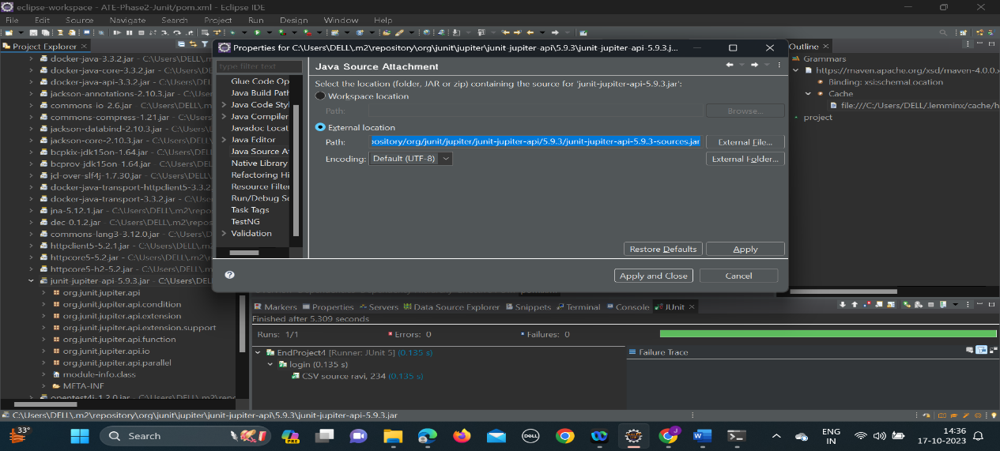 eclipse-workspace - ATE-Phase2-Junit/pom.xml - Eclipse IDE
File Edit Source Navigate Search Project Run Design Window Help
Project Explorer
docker-java-3.3.2.jar - C:\Users\DELL\.m
docker-java-core-3.3.2.jar - C:\Users\DELL
docker-java-api-3.3.2.jar - C:\Users\DELL\
jackson-annotations-2.10.3.jar - C:\Users
commons-io-2.6.jar - C:\Users\DELL\.m2
commons-compress-1.21.jar - C:\Users\D
jackson-databind-2.10.3.jar - C:\Users\D
jackson-core-2.10.3.jar - C:\Users\DELL\
bcpkix-jdk15on-1.64.jar - C:\Users\DELL
bcprov-jdk15on-1.64.jar - C:\Users\DELL
jcl-over-slf4j-1.7.30.jar - C:\Users\DELL\
docker-java-transport-httpclient5-3.3.2
docker-java-transport-3.3.2.jar - C:\User
jna-5.12.1.jar - C:\Users\DELL\.m2\repo
dec-0.1.2.jar - C:\Users\DELL\.m2\repos
commons-lang3-3.12.0.jar - C:\Users\D
httpclient5-5.2.1.jar - C:\Users\DELL\.m
httpcore5-5.2.jar - C:\Users\DELL\.m2\
httpcore5-h2-5.2.jar - C:\Users\DELL\.m
junit-jupiter-api-5.9.3.jar - C:\Users\DEL
org.junit.jupiter.api
org.junit.jupiter.api.condition
org.junit.jupiter.api.extension
org.junit.jupiter.api.extension.support
org.junit.jupiter.api.function
org.junit.jupiter.api.io
org.junit.jupiter.api.parallel
module-info.class
META-INF
opentest4j-1.2.0.jar - C:\Users\DELL\.m2\repo
Properties for C:\Users\DELL\.m2\repository\org\junit\jupiter\junit-jupiter-api\5.9.3\junit-jupiter-api-5.9.3.j...
type filter text
Glue Code Op
Java Build Path
Java Code Styl
Java Compiler
Javadoc Locat
Java Editor
Java Source At
Native Library
Refactoring Hi
Resource Filter
Run/Debug Se
Task Tags
TestNG
Validation
Java Source Attachment
Select the location (folder, JAR or zip) containing the source for 'junit-jupiter-api-5.9.3.jar':
Workspace location
Path: Browse...
External location
Path: pository/org/junit/jupiter/junit-jupiter-api/5.9.3/junit-jupiter-api-5.9.3-sources.jar External File...
Encoding: Default (UTF-8) External Folder...
Restore Defaults Apply
Apply and Close Cancel
Outline
Grammars
https://maven.apache.org/xsd/maven-4.0.0.x
Binding: xsi:schemaLocation
Cache
file:///C:/Users/DELL/.lemminx/cache/h
project
Markers Properties Servers Data Source Explorer Snippets Terminal Console JUnit
Finished after 5.309 seconds
Runs: 1/1 Errors: 0 Failures: 0
EndProject4 [Runner: JUnit 5] (0.135 s)
login (0.135 s)
CSV source ravi, 234 (0.135 s)
Failure Trace
C:\Users\DELL\.m2\repository\org\junit\jupiter\junit-jupiter-api\5.9.3\junit-jupiter-api-5.9.3.jar
33°
Search
PRE
DELL
J
W
ENG
IN
14:36
17-10-2023